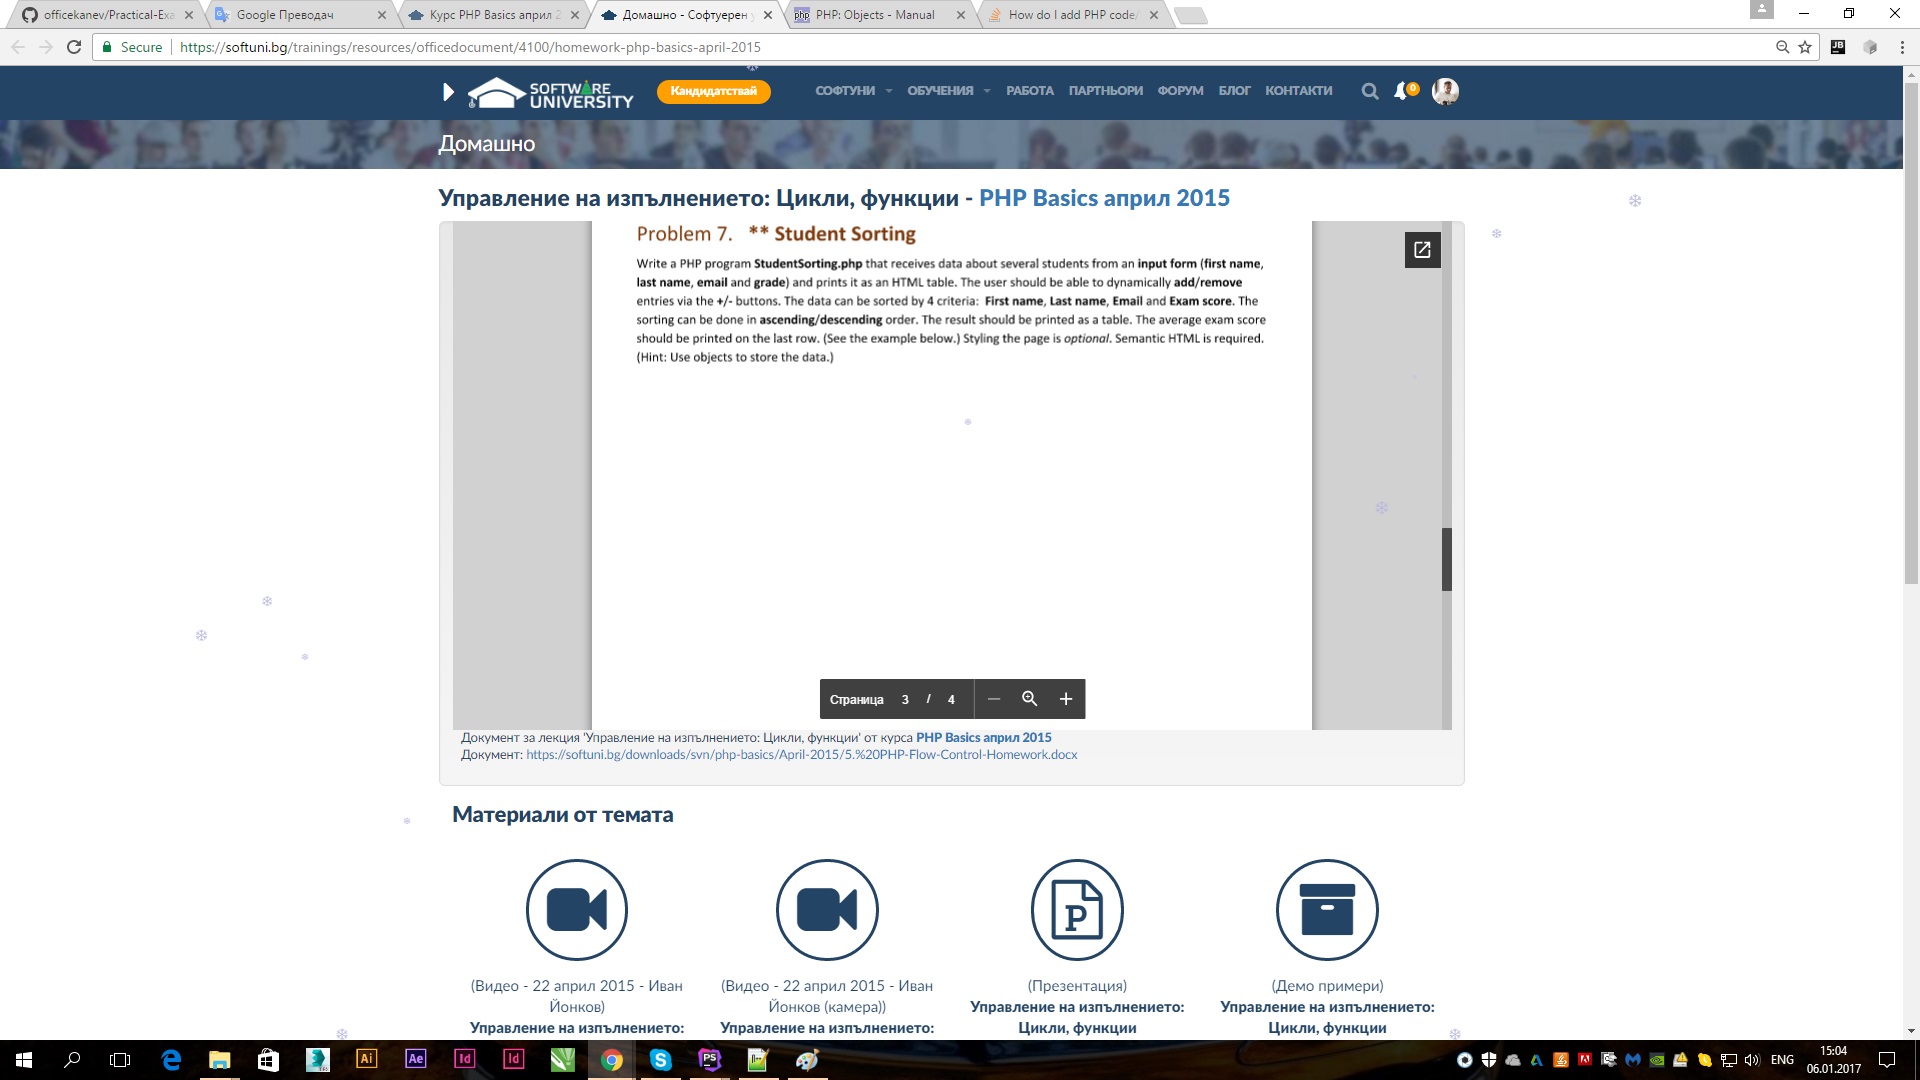 officekanev/Practical-Exa
Google Преводач
Курс PHP Basics април 2
Домашно - Софтуерен у
php PHP: Objects - Manual
How do I add PHP code/
Secure https://softuni.bg/trainings/resources/officedocument/4100/homework-php-basics-april-2015
SOFTWARE
UNIVERSITY
Кандидатствай
СОФТУНИ
ОБУЧЕНИЯ
РАБОТА
ПАРТНЬОРИ
ФОРУМ
БЛОГ
КОНТАКТИ
0
Домашно
Управление на изпълнението: Цикли, функции - PHP Basics април 2015
Problem 7. ** Student Sorting
Write a PHP program StudentSorting.php that receives data about several students from an input form (first name,
last name, email and grade) and prints it as an HTML table. The user should be able to dynamically add/remove
entries via the +/- buttons. The data can be sorted by 4 criteria: First name, Last name, Email and Exam score. The
sorting can be done in ascending/descending order. The result should be printed as a table. The average exam score
should be printed on the last row. (See the example below.) Styling the page is optional. Semantic HTML is required.
(Hint: Use objects to store the data.)
Страница 3 / 4
Документ за лекция 'Управление на изпълнението: Цикли, функции' от курса PHP Basics април 2015
Документ: https://softuni.bg/downloads/svn/php-basics/April-2015/5.%20PHP-Flow-Control-Homework.docx
Материали от темата
P
(Видео - 22 април 2015 - Иван
Йонков)
Управление на изпълнението:
(Видео - 22 април 2015 - Иван
Йонков (камера))
Управление на изпълнението:
(Презентация)
Управление на изпълнението:
Цикли, функции
(Демо примери)
Управление на изпълнението:
Цикли, функции
Ai
Ae
Id
Id
PS
ENG
15:04
06.01.2017